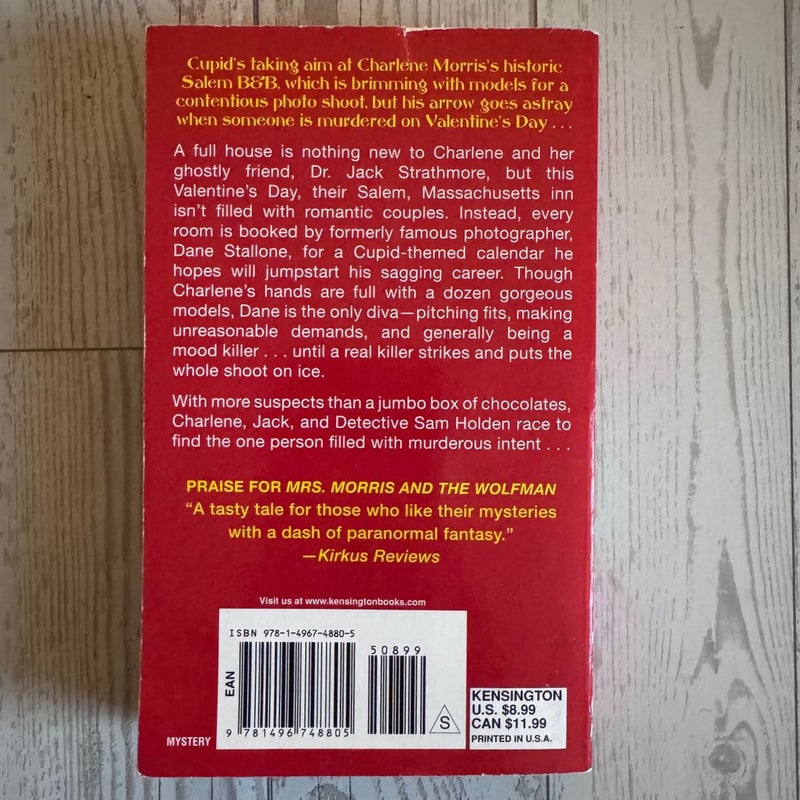 Cupid's taking aim at Charlene Morris's historic
Salem B&B, which is brimming with models for a
contentious photo shoot, but his arrow goes astray
when someone is murdered on Valentine's Day . . .
A full house is nothing new to Charlene and her
ghostly friend, Dr. Jack Strathmore, but this
Valentine's Day, their Salem, Massachusetts inn
isn't filled with romantic couples. Instead, every
room is booked by formerly famous photographer,
Dane Stallone, for a Cupid-themed calendar he
hopes will jumpstart his sagging career. Though
Charlene's hands are full with a dozen gorgeous
models, Dane is the only diva—pitching fits, making
unreasonable demands, and generally being a
mood killer . . . until a real killer strikes and puts the
whole shoot on ice.
With more suspects than a jumbo box of chocolates,
Charlene, Jack, and Detective Sam Holden race to
find the one person filled with murderous intent . . .
PRAISE FOR MRS. MORRIS AND THE WOLFMAN
“A tasty tale for those who like their mysteries
with a dash of paranormal fantasy.”
—Kirkus Reviews
Visit us at www.kensingtonbooks.com
ISBN 978-1-4967-4880-5
50899
EAN
9 781496 748805
S
MYSTERY
KENSINGTON
U.S. $8.99
CAN $11.99
PRINTED IN U.S.A.